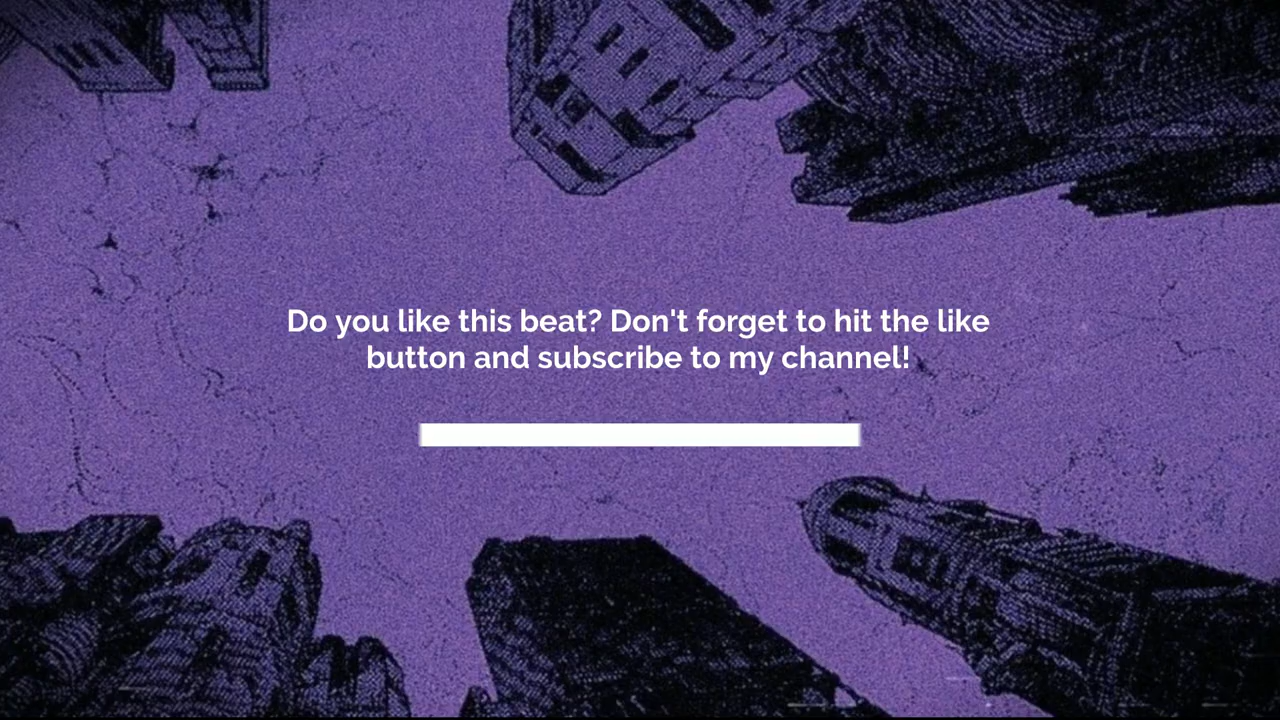 Do you like this beat? Don't forget to hit the like
button and subscribe to my channel!